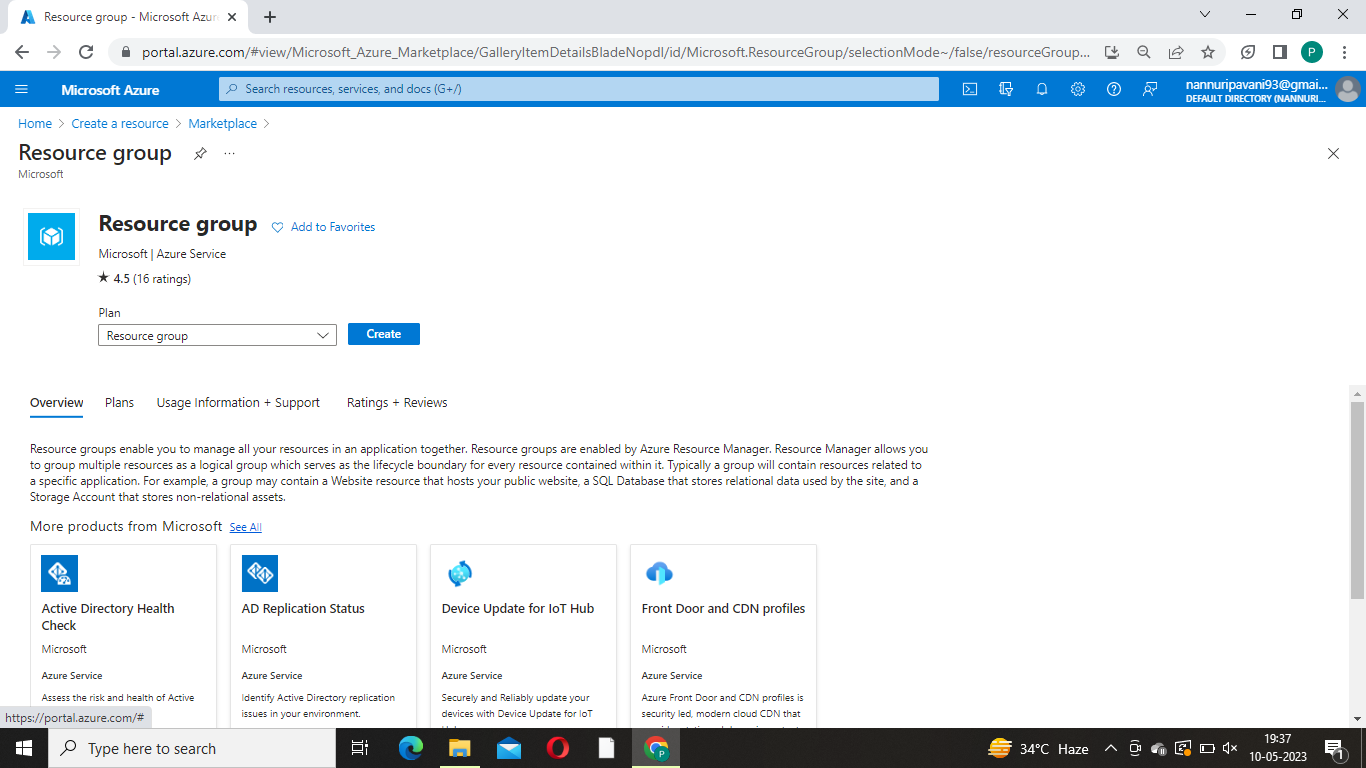 Resource group - Microsoft Azur
portal.azure.com/#view/Microsoft_Azure_Marketplace/GalleryItemDetailsBladeNopdl/id/Microsoft.ResourceGroup/selectionMode~/false/resourceGroup...
P
Microsoft Azure
Search resources, services, and docs (G+/)
nannuripavani93@gmai...
DEFAULT DIRECTORY (NANNURI...
Home > Create a resource > Marketplace >
Resource group
Microsoft
Resource group
Add to Favorites
Microsoft | Azure Service
★ 4.5 (16 ratings)
Plan
Resource group
Create
Overview Plans Usage Information + Support Ratings + Reviews
Resource groups enable you to manage all your resources in an application together. Resource groups are enabled by Azure Resource Manager. Resource Manager allows you
to group multiple resources as a logical group which serves as the lifecycle boundary for every resource contained within it. Typically a group will contain resources related to
a specific application. For example, a group may contain a Website resource that hosts your public website, a SQL Database that stores relational data used by the site, and a
Storage Account that stores non-relational assets.
More products from Microsoft See All
Active Directory Health
Check
Microsoft
Azure Service
Assess the risk and health of Active
AD Replication Status
Microsoft
Azure Service
Identify Active Directory replication
issues in your environment.
Device Update for IoT Hub
Microsoft
Azure Service
Securely and Reliably update your
devices with Device Update for IoT
Front Door and CDN profiles
Microsoft
Azure Service
Azure Front Door and CDN profiles is
security led, modern cloud CDN that
https://portal.azure.com/#
Type here to search
P
34°C Haze
19:37
10-05-2023
1